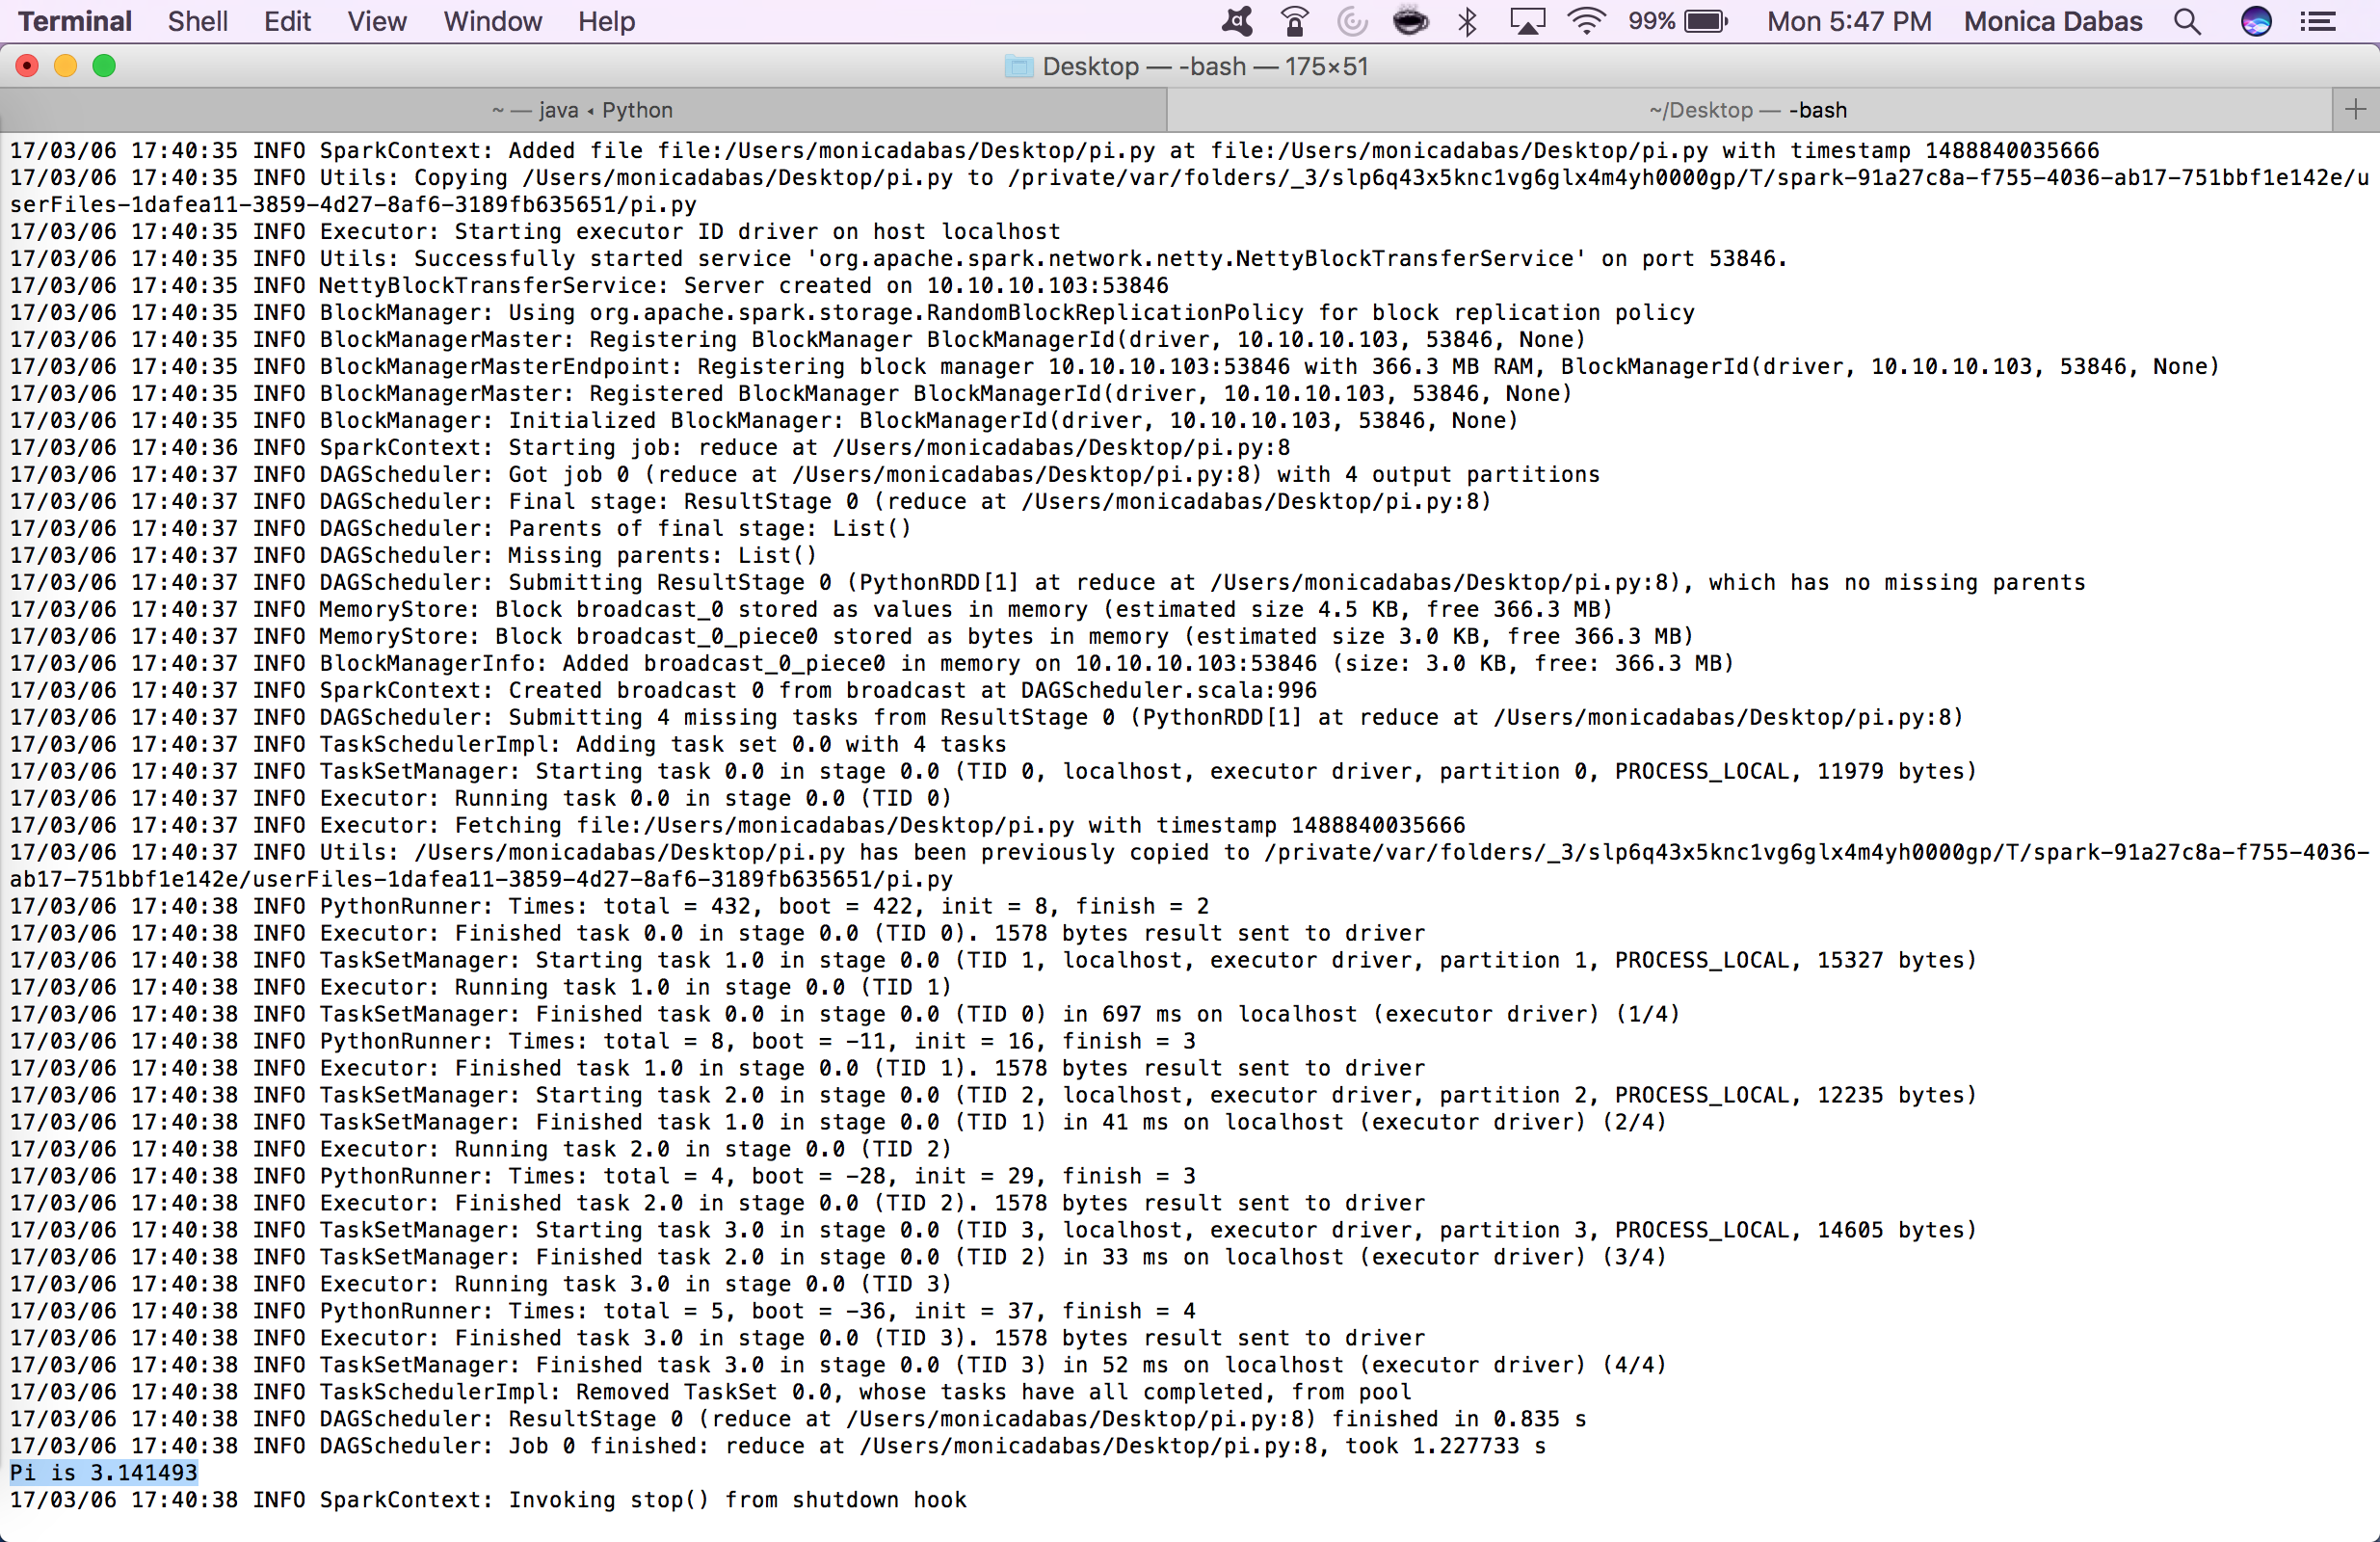 Terminal Shell Edit View Window Help 99% Mon 5:47 PM Monica Dabas
Desktop — -bash — 175×51
~ — java ◂ Python ~/Desktop — -bash
17/03/06 17:40:35 INFO SparkContext: Added file file:/Users/monicadabas/Desktop/pi.py at file:/Users/monicadabas/Desktop/pi.py with timestamp 1488840035666
17/03/06 17:40:35 INFO Utils: Copying /Users/monicadabas/Desktop/pi.py to /private/var/folders/_3/slp6q43x5knc1vg6glx4m4yh0000gp/T/spark-91a27c8a-f755-4036-ab17-751bbf1e142e/u
serFiles-1dafea11-3859-4d27-8af6-3189fb635651/pi.py
17/03/06 17:40:35 INFO Executor: Starting executor ID driver on host localhost
17/03/06 17:40:35 INFO Utils: Successfully started service 'org.apache.spark.network.netty.NettyBlockTransferService' on port 53846.
17/03/06 17:40:35 INFO NettyBlockTransferService: Server created on 10.10.10.103:53846
17/03/06 17:40:35 INFO BlockManager: Using org.apache.spark.storage.RandomBlockReplicationPolicy for block replication policy
17/03/06 17:40:35 INFO BlockManagerMaster: Registering BlockManager BlockManagerId(driver, 10.10.10.103, 53846, None)
17/03/06 17:40:35 INFO BlockManagerMasterEndpoint: Registering block manager 10.10.10.103:53846 with 366.3 MB RAM, BlockManagerId(driver, 10.10.10.103, 53846, None)
17/03/06 17:40:35 INFO BlockManagerMaster: Registered BlockManager BlockManagerId(driver, 10.10.10.103, 53846, None)
17/03/06 17:40:35 INFO BlockManager: Initialized BlockManager: BlockManagerId(driver, 10.10.10.103, 53846, None)
17/03/06 17:40:36 INFO SparkContext: Starting job: reduce at /Users/monicadabas/Desktop/pi.py:8
17/03/06 17:40:37 INFO DAGScheduler: Got job 0 (reduce at /Users/monicadabas/Desktop/pi.py:8) with 4 output partitions
17/03/06 17:40:37 INFO DAGScheduler: Final stage: ResultStage 0 (reduce at /Users/monicadabas/Desktop/pi.py:8)
17/03/06 17:40:37 INFO DAGScheduler: Parents of final stage: List()
17/03/06 17:40:37 INFO DAGScheduler: Missing parents: List()
17/03/06 17:40:37 INFO DAGScheduler: Submitting ResultStage 0 (PythonRDD[1] at reduce at /Users/monicadabas/Desktop/pi.py:8), which has no missing parents
17/03/06 17:40:37 INFO MemoryStore: Block broadcast_0 stored as values in memory (estimated size 4.5 KB, free 366.3 MB)
17/03/06 17:40:37 INFO MemoryStore: Block broadcast_0_piece0 stored as bytes in memory (estimated size 3.0 KB, free 366.3 MB)
17/03/06 17:40:37 INFO BlockManagerInfo: Added broadcast_0_piece0 in memory on 10.10.10.103:53846 (size: 3.0 KB, free: 366.3 MB)
17/03/06 17:40:37 INFO SparkContext: Created broadcast 0 from broadcast at DAGScheduler.scala:996
17/03/06 17:40:37 INFO DAGScheduler: Submitting 4 missing tasks from ResultStage 0 (PythonRDD[1] at reduce at /Users/monicadabas/Desktop/pi.py:8)
17/03/06 17:40:37 INFO TaskSchedulerImpl: Adding task set 0.0 with 4 tasks
17/03/06 17:40:37 INFO TaskSetManager: Starting task 0.0 in stage 0.0 (TID 0, localhost, executor driver, partition 0, PROCESS_LOCAL, 11979 bytes)
17/03/06 17:40:37 INFO Executor: Running task 0.0 in stage 0.0 (TID 0)
17/03/06 17:40:37 INFO Executor: Fetching file:/Users/monicadabas/Desktop/pi.py with timestamp 1488840035666
17/03/06 17:40:37 INFO Utils: /Users/monicadabas/Desktop/pi.py has been previously copied to /private/var/folders/_3/slp6q43x5knc1vg6glx4m4yh0000gp/T/spark-91a27c8a-f755-4036-
ab17-751bbf1e142e/userFiles-1dafea11-3859-4d27-8af6-3189fb635651/pi.py
17/03/06 17:40:38 INFO PythonRunner: Times: total = 432, boot = 422, init = 8, finish = 2
17/03/06 17:40:38 INFO Executor: Finished task 0.0 in stage 0.0 (TID 0). 1578 bytes result sent to driver
17/03/06 17:40:38 INFO TaskSetManager: Starting task 1.0 in stage 0.0 (TID 1, localhost, executor driver, partition 1, PROCESS_LOCAL, 15327 bytes)
17/03/06 17:40:38 INFO Executor: Running task 1.0 in stage 0.0 (TID 1)
17/03/06 17:40:38 INFO TaskSetManager: Finished task 0.0 in stage 0.0 (TID 0) in 697 ms on localhost (executor driver) (1/4)
17/03/06 17:40:38 INFO PythonRunner: Times: total = 8, boot = -11, init = 16, finish = 3
17/03/06 17:40:38 INFO Executor: Finished task 1.0 in stage 0.0 (TID 1). 1578 bytes result sent to driver
17/03/06 17:40:38 INFO TaskSetManager: Starting task 2.0 in stage 0.0 (TID 2, localhost, executor driver, partition 2, PROCESS_LOCAL, 12235 bytes)
17/03/06 17:40:38 INFO TaskSetManager: Finished task 1.0 in stage 0.0 (TID 1) in 41 ms on localhost (executor driver) (2/4)
17/03/06 17:40:38 INFO Executor: Running task 2.0 in stage 0.0 (TID 2)
17/03/06 17:40:38 INFO PythonRunner: Times: total = 4, boot = -28, init = 29, finish = 3
17/03/06 17:40:38 INFO Executor: Finished task 2.0 in stage 0.0 (TID 2). 1578 bytes result sent to driver
17/03/06 17:40:38 INFO TaskSetManager: Starting task 3.0 in stage 0.0 (TID 3, localhost, executor driver, partition 3, PROCESS_LOCAL, 14605 bytes)
17/03/06 17:40:38 INFO TaskSetManager: Finished task 2.0 in stage 0.0 (TID 2) in 33 ms on localhost (executor driver) (3/4)
17/03/06 17:40:38 INFO Executor: Running task 3.0 in stage 0.0 (TID 3)
17/03/06 17:40:38 INFO PythonRunner: Times: total = 5, boot = -36, init = 37, finish = 4
17/03/06 17:40:38 INFO Executor: Finished task 3.0 in stage 0.0 (TID 3). 1578 bytes result sent to driver
17/03/06 17:40:38 INFO TaskSetManager: Finished task 3.0 in stage 0.0 (TID 3) in 52 ms on localhost (executor driver) (4/4)
17/03/06 17:40:38 INFO TaskSchedulerImpl: Removed TaskSet 0.0, whose tasks have all completed, from pool
17/03/06 17:40:38 INFO DAGScheduler: ResultStage 0 (reduce at /Users/monicadabas/Desktop/pi.py:8) finished in 0.835 s
17/03/06 17:40:38 INFO DAGScheduler: Job 0 finished: reduce at /Users/monicadabas/Desktop/pi.py:8, took 1.227733 s
Pi is 3.141493
17/03/06 17:40:38 INFO SparkContext: Invoking stop() from shutdown hook